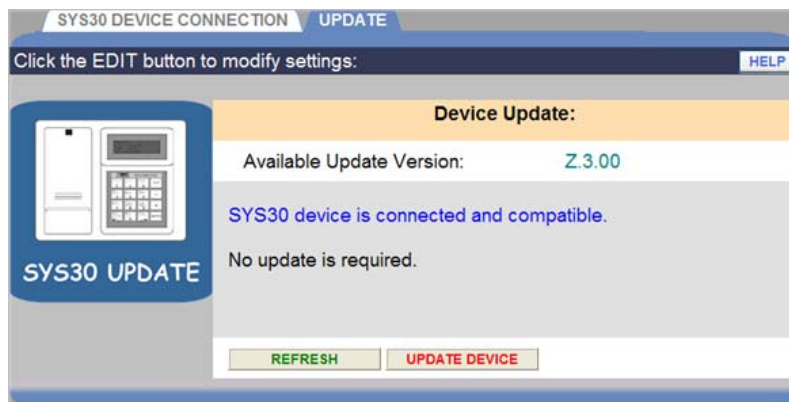 SYS30 DEVICE CONNECTION UPDATE
Click the EDIT button to modify settings: HELP
Device Update:
Available Update Version: Z.3.00
SYS30 device is connected and compatible.
No update is required.
SYS30 UPDATE
REFRESH UPDATE DEVICE